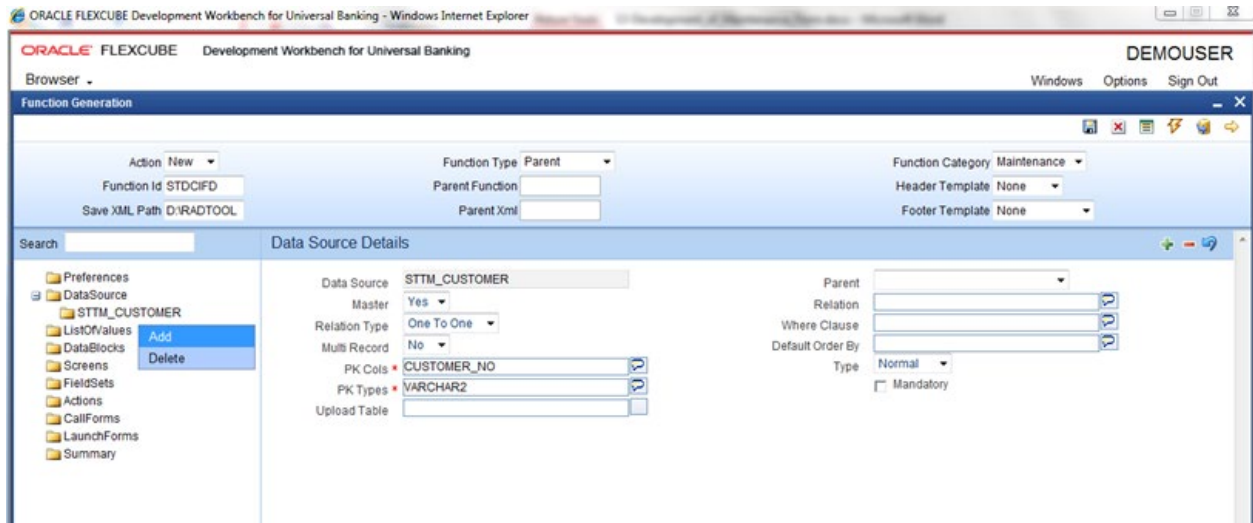 ORACLE FLEXCUBE Development Workbench for Universal Banking - Windows Internet Explorer
ORACLE FLEXCUBE Development Workbench for Universal Banking DEMOUSER
Browser Windows Options Sign Out
Function Generation
Action New Function Type Parent Function Category Maintenance
Function Id STDCIFD Parent Function Header Template None
Save XML Path D:\RADTOOL Parent Xml Footer Template None
Search Data Source Details
Preferences
DataSource
STTM_CUSTOMER
ListOfValues
DataBlocks
Screens
FieldSets
Actions
CallForms
LaunchForms
Summary
Add
Delete
Data Source STTM_CUSTOMER Parent
Master Yes Relation
Relation Type One To One Where Clause
Multi Record No Default Order By
PK Cols * CUSTOMER_NO Type Normal
PK Types * VARCHAR2 Mandatory
Upload Table